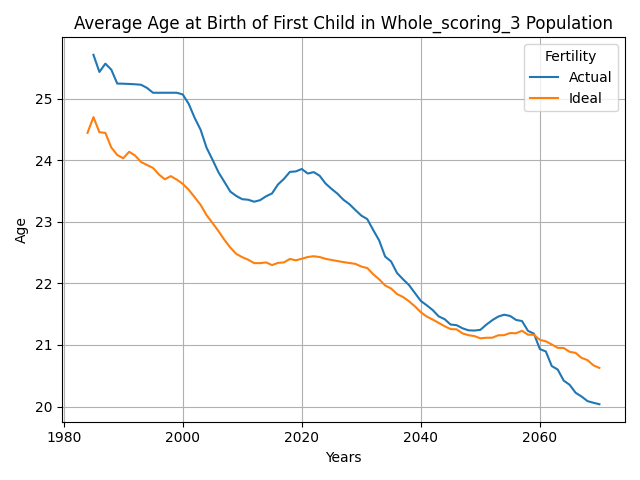 Average Age at Birth of First Child in Whole_scoring_3 Population
Fertility
Actual
Ideal
Age
25
24
23
22
21
20
1980
2000
2020
2040
2060
Years